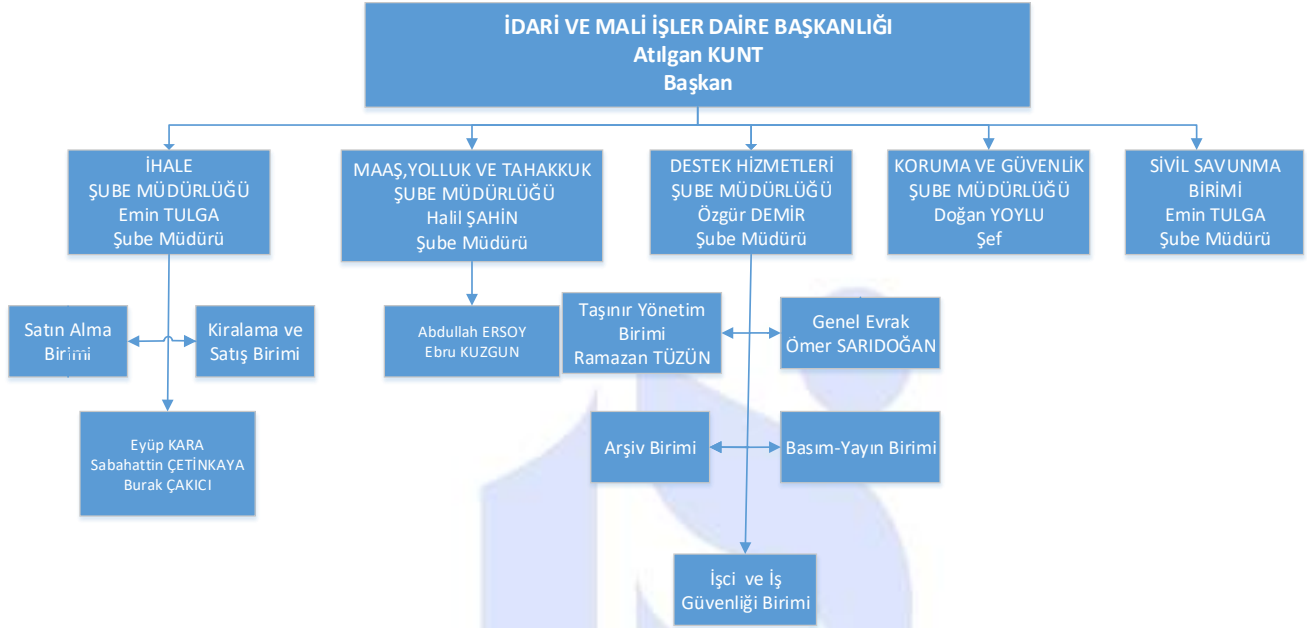 İDARİ VE MALİ İŞLER DAİRE BAŞKANLIĞI
Atılgan KUNT
Başkan
İHALE
ŞUBE MÜDÜRLÜĞÜ
Emin TULGA
Şube Müdürü
MAAŞ,YOLLUK VE TAHAKKUK
ŞUBE MÜDÜRLÜĞÜ
Halil ŞAHİN
Şube Müdürü
DESTEK HİZMETLERİ
ŞUBE MÜDÜRLÜĞÜ
Özgür DEMİR
Şube Müdürü
KORUMA VE GÜVENLİK
ŞUBE MÜDÜRLÜĞÜ
Doğan YOYLU
Şef
SİVİL SAVUNMA
BİRİMİ
Emin TULGA
Şube Müdürü
Satın Alma
Birimi
Kiralama ve
Satış Birimi
Abdullah ERSOY
Ebru KUZGUN
Taşınır Yönetim
Birimi
Ramazan TÜZÜN
Genel Evrak
Ömer SARIDOĞAN
Eyüp KARA
Sabahattin ÇETİNKAYA
Burak ÇAKICI
Arşiv Birimi
Basım-Yayın Birimi
İşci ve İş
Güvenliği Birimi